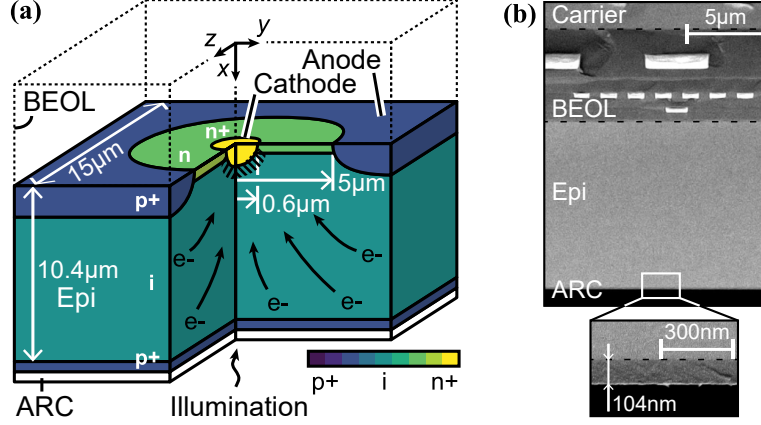 (a)
z
y
x
Anode
Cathode
BEOL
n+
n
15μm
p+
5μm
0.6μm
10.4μm
Epi
i
e-
e-
e-
e-
e-
p+
ARC
Illumination
p+
i
n+
(b)
Carrier
5μm
BEOL
Epi
ARC
300nm
104nm